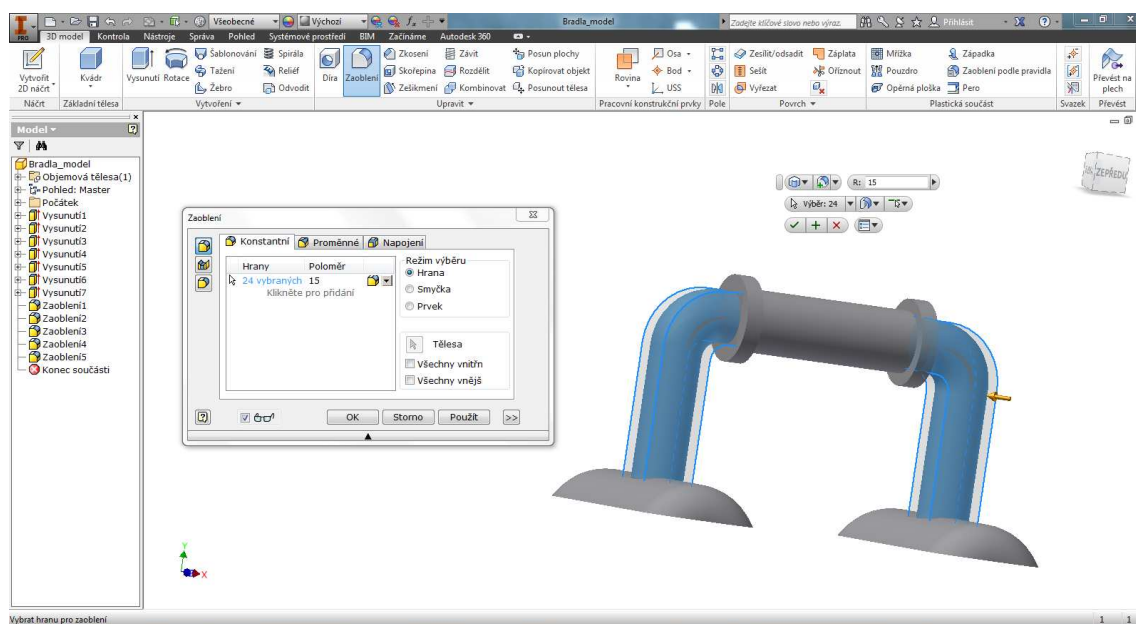 Všeobecné Výchozí Bradla_model Zadejte klíčové slovo nebo výraz. Přihlásit
PRO 3D model Kontrola Nástroje Správa Pohled Systémové prostředí BIM Začínáme Autodesk 360
Vytvořit 2D náčrt
Kvádr
Vysunutí Rotace
Šablonování Spirála
Tažení Reliéf
Žebro Odvodit
Díra Zaoblení
Zkosení Závit Posun plochy
Skořepina Rozdělit Kopírovat objekt
Zešikmení Kombinovat Posunout tělesa
Rovina
Osa
Bod
USS
Zesílit/odsadit Záplata
Sešít Oříznout
Vyřezat
Mřížka Západka
Pouzdro Zaoblení podle pravidla
Opěrná ploška Pero
Převést na plech
Náčrt Základní tělesa Vytvoření Upravit Pracovní konstrukční prvky Pole Povrch Plastická součást Svazek Převést
Model
Bradla_model
Objemová tělesa(1)
Pohled: Master
Počátek
Vysunutí1
Vysunutí2
Vysunutí3
Vysunutí4
Vysunutí5
Vysunutí6
Vysunutí7
Zaoblení1
Zaoblení2
Zaoblení3
Zaoblení4
Zaoblení5
Konec součásti
Zaoblení
Konstantní Proměnné Napojení
Hrany Poloměr
24 vybraných 15
Klikněte pro přidání
Režim výběru
Hrana
Smyčka
Prvek
Tělesa
Všechny vnitřn
Všechny vnějš
OK Storno Použít >>
R: 15
Výběr: 24
ZEPŘEDU
Y
X
Vybrat hranu pro zaoblení 1 1